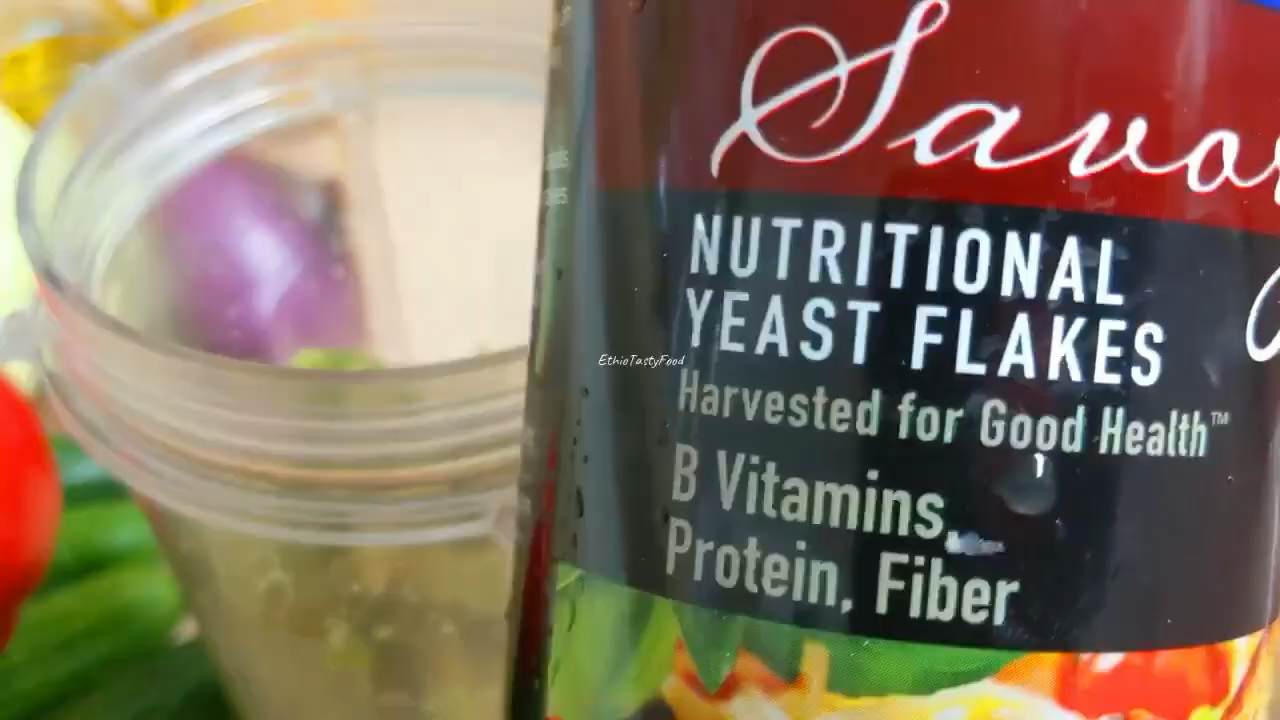 Savo
NUTRITIONAL
YEAST FLAKES
EthioTastyFood
Harvested for Good Health™
B Vitamins,
Protein, Fiber